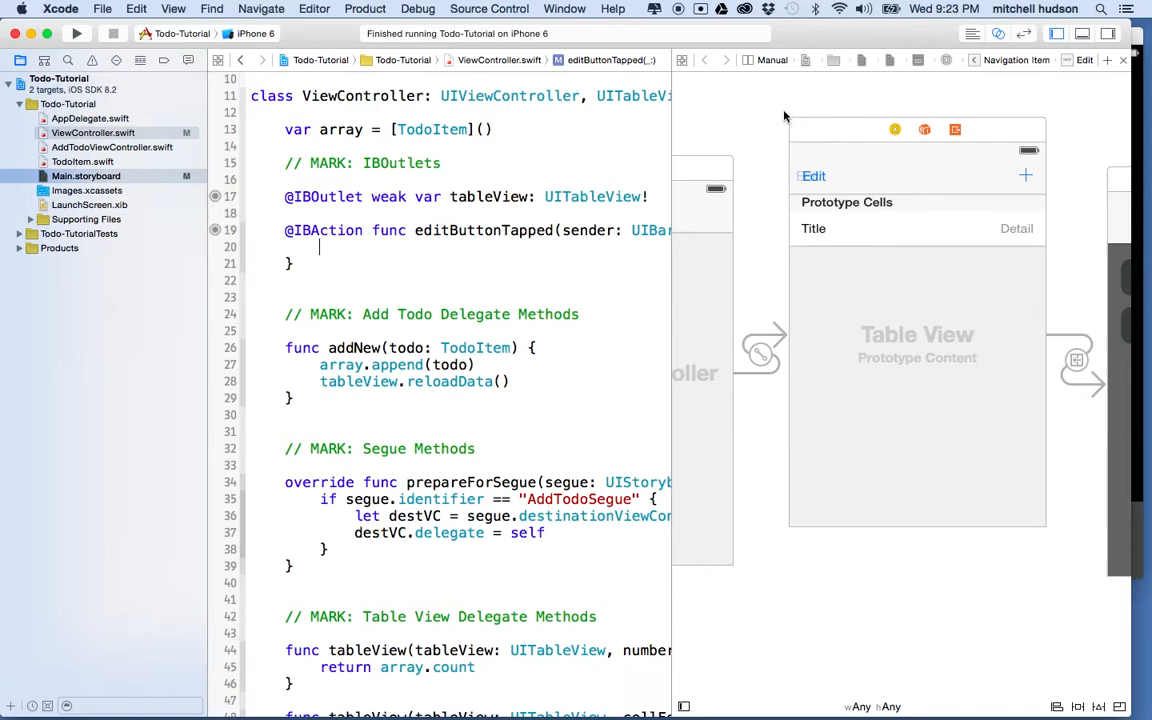 Xcode File Edit View Find Navigate Editor Product Debug Source Control Window Help Wed 9:23 PM mitchell hudson
Todo-Tutorial iPhone 6 Finished running Todo-Tutorial on iPhone 6
Todo-Tutorial Todo-Tutorial ViewController.swift M editButtonTapped(_:) Manual Navigation Item Edit
Todo-Tutorial
2 targets, iOS SDK 8.2
Todo-Tutorial
AppDelegate.swift
ViewController.swift M
AddTodoViewController.swift
TodoItem.swift
Main.storyboard M
Images.xcassets
LaunchScreen.xib
Supporting Files
Todo-TutorialTests
Products
10
11 class ViewController: UIViewController, UITableVi
12
13 var array = [TodoItem]()
14
15 // MARK: IBOutlets
16
17 @IBOutlet weak var tableView: UITableView!
18
19 @IBAction func editButtonTapped(sender: UIBar
20
21 }
22
23
24 // MARK: Add Todo Delegate Methods
25
26 func addNew(todo: TodoItem) {
27 array.append(todo)
28 tableView.reloadData()
29 }
30
31
32 // MARK: Segue Methods
33
34 override func prepareForSegue(segue: UIStoryb
35 if segue.identifier == "AddTodoSegue" {
36 let destVC = segue.destinationViewCon
37 destVC.delegate = self
38 }
39 }
40
41
42 // MARK: Table View Delegate Methods
43
44 func tableView(tableView: UITableView, number
45 return array.count
46 }
47
Edit +
Prototype Cells
Title Detail
Table View
Prototype Content
oller
wAny hAny